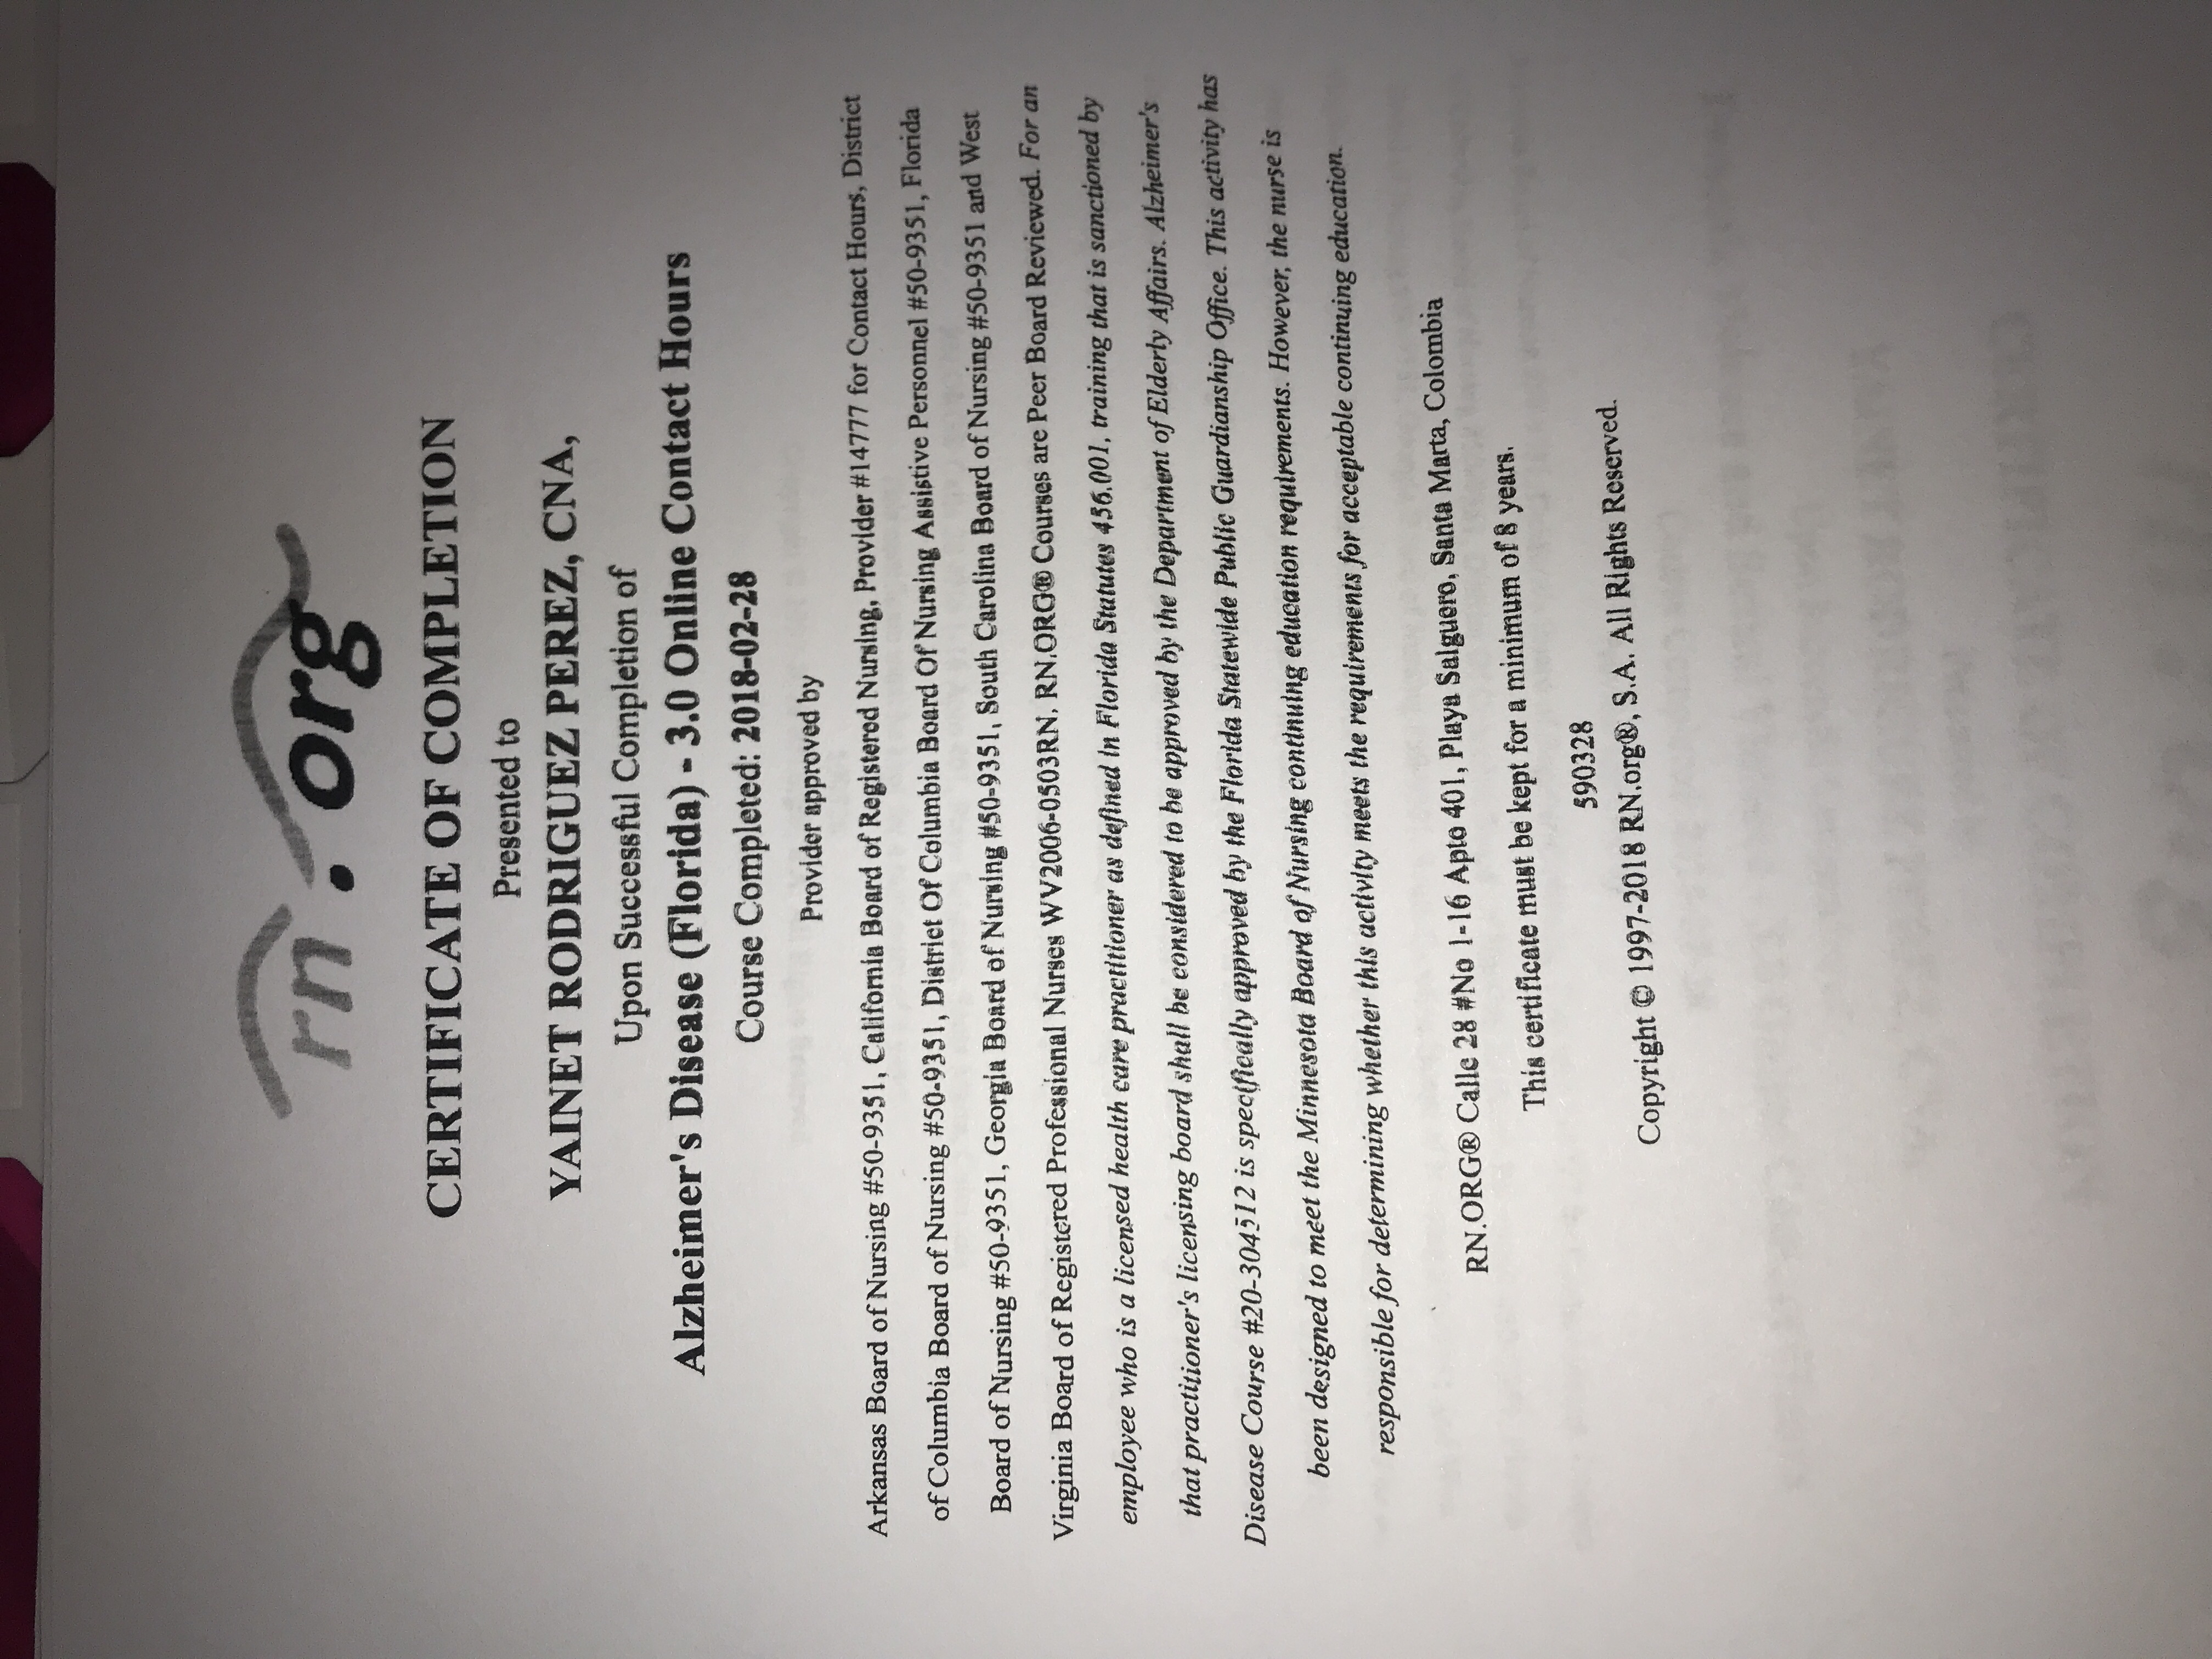 rn.org
CERTIFICATE OF COMPLETION
Presented to
YAINET RODRIGUEZ PEREZ, CNA,
Upon Successful Completion of
Alzheimer's Disease (Florida) - 3.0 Online Contact Hours
Course Completed: 2018-02-28
Provider approved by
Arkansas Board of Nursing #50-9351, California Board of Registered Nursing, Provider #14777 for Contact Hours, District
of Columbia Board of Nursing #50-9351, District Of Columbia Board Of Nursing Assistive Personnel #50-9351, Florida
Board of Nursing #50-9351, Georgia Board of Nursing #50-9351, South Carolina Board of Nursing #50-9351 and West
Virginia Board of Registered Professional Nurses WV2006-0503RN. RN.ORG® Courses are Peer Board Reviewed. For an
employee who is a licensed health care practitioner as defined in Florida Statutes 456.001, training that is sanctioned by
that practitioner's licensing board shall be considered to be approved by the Department of Elderly Affairs. Alzheimer's
Disease Course #20-304512 is specifically approved by the Florida Statewide Public Guardianship Office. This activity has
been designed to meet the Minnesota Board of Nursing continuing education requirements. However, the nurse is
responsible for determining whether this activity meets the requirements for acceptable continuing education.
RN.ORG® Calle 28 #No 1-16 Apto 401, Playa Salguero, Santa Marta, Colombia
This certificate must be kept for a minimum of 8 years.
590328
Copyright © 1997-2018 RN.org®, S.A. All Rights Reserved.